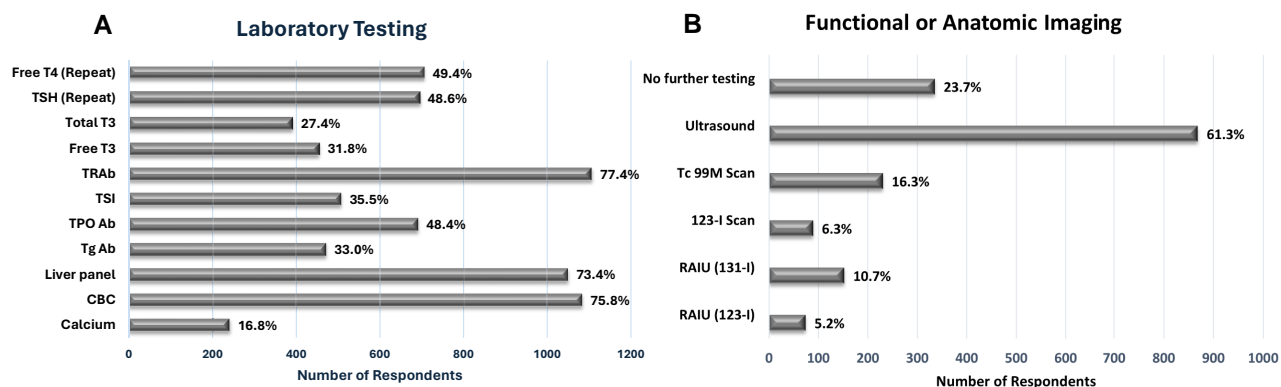 A
Laboratory Testing
Free T4 (Repeat) 49.4%
TSH (Repeat) 48.6%
Total T3 27.4%
Free T3 31.8%
TRAb 77.4%
TSI 35.5%
TPO Ab 48.4%
Tg Ab 33.0%
Liver panel 73.4%
CBC 75.8%
Calcium 16.8%
0 200 400 600 800 1000 1200
Number of Respondents
B
Functional or Anatomic Imaging
No further testing 23.7%
Ultrasound 61.3%
Tc 99M Scan 16.3%
123-I Scan 6.3%
RAIU (131-I) 10.7%
RAIU (123-I) 5.2%
0 100 200 300 400 500 600 700 800 900 1000
Number of Respondents